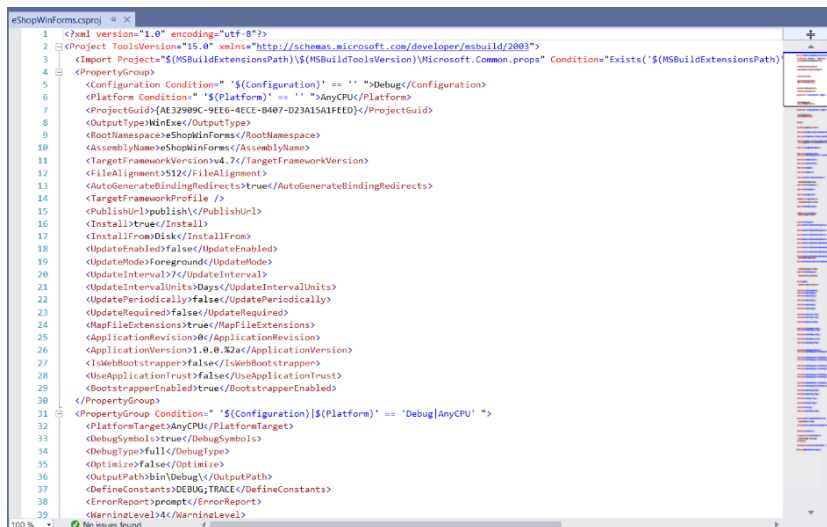 eShopWinForms.csproj
1 <?xml version="1.0" encoding="utf-8"?>
2 <Project ToolsVersion="15.0" xmlns="http://schemas.microsoft.com/developer/msbuild/2003">
3 <Import Project="$(MSBuildExtensionsPath)\$(MSBuildToolsVersion)\Microsoft.Common.props" Condition="Exists('$(MSBuildExtensionsPath)'
4 <PropertyGroup>
5 <Configuration Condition=" '$(Configuration)' == '' ">Debug</Configuration>
6 <Platform Condition=" '$(Platform)' == '' ">AnyCPU</Platform>
7 <ProjectGuid>{AE32909C-9EE6-4ECE-B407-D23A15A1FEED}</ProjectGuid>
8 <OutputType>WinExe</OutputType>
9 <RootNamespace>eShopWinForms</RootNamespace>
10 <AssemblyName>eShopWinForms</AssemblyName>
11 <TargetFrameworkVersion>v4.7</TargetFrameworkVersion>
12 <FileAlignment>512</FileAlignment>
13 <AutoGenerateBindingRedirects>true</AutoGenerateBindingRedirects>
14 <TargetFrameworkProfile />
15 <PublishUrl>publish\</PublishUrl>
16 <Install>true</Install>
17 <InstallFrom>Disk</InstallFrom>
18 <UpdateEnabled>false</UpdateEnabled>
19 <UpdateMode>Foreground</UpdateMode>
20 <UpdateInterval>7</UpdateInterval>
21 <UpdateIntervalUnits>Days</UpdateIntervalUnits>
22 <UpdatePeriodically>false</UpdatePeriodically>
23 <UpdateRequired>false</UpdateRequired>
24 <MapFileExtensions>true</MapFileExtensions>
25 <ApplicationRevision>0</ApplicationRevision>
26 <ApplicationVersion>1.0.0.%2a</ApplicationVersion>
27 <IsWebBootstrapper>false</IsWebBootstrapper>
28 <UseApplicationTrust>false</UseApplicationTrust>
29 <BootstrapperEnabled>true</BootstrapperEnabled>
30 </PropertyGroup>
31 <PropertyGroup Condition=" '$(Configuration)|$(Platform)' == 'Debug|AnyCPU' ">
32 <PlatformTarget>AnyCPU</PlatformTarget>
33 <DebugSymbols>true</DebugSymbols>
34 <DebugType>full</DebugType>
35 <Optimize>false</Optimize>
36 <OutputPath>bin\Debug\</OutputPath>
37 <DefineConstants>DEBUG;TRACE</DefineConstants>
38 <ErrorReport>prompt</ErrorReport>
39 <WarningLevel>4</WarningLevel>
100 % No issues found